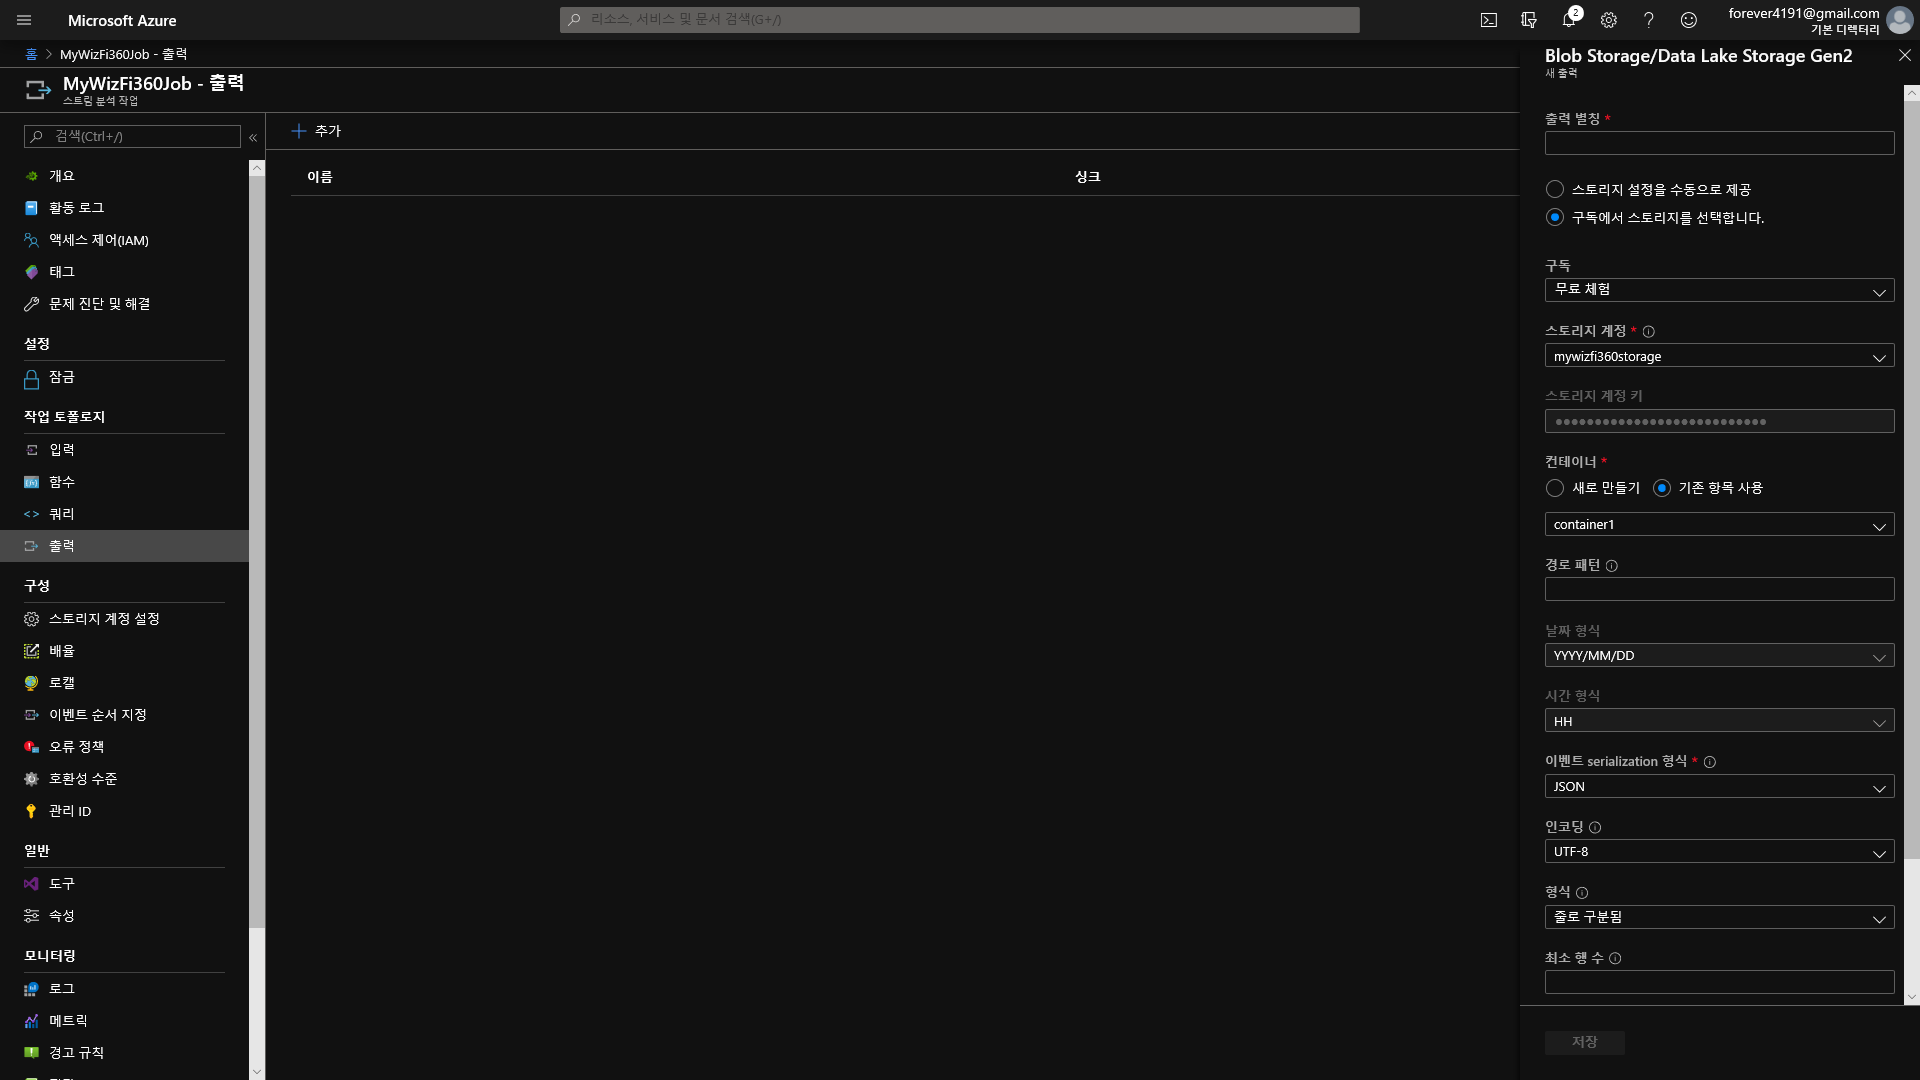 Microsoft Azure
리소스, 서비스 및 문서 검색(G+/)
2
forever4191@gmail.com
기본 디렉터리
홈 > MyWizFi360Job - 출력
MyWizFi360Job - 출력
스트림 분석 작업
검색(Ctrl+/)
«
개요
활동 로그
액세스 제어(IAM)
태그
문제 진단 및 해결
설정
잠금
작업 토폴로지
입력
함수
쿼리
출력
구성
스토리지 계정 설정
배율
로캘
이벤트 순서 지정
오류 정책
호환성 수준
관리 ID
일반
도구
속성
모니터링
로그
메트릭
경고 규칙
+ 추가
이름
싱크
Blob Storage/Data Lake Storage Gen2
새 출력
출력 별칭 *
스토리지 설정을 수동으로 제공
구독에서 스토리지를 선택합니다.
구독
무료 체험
스토리지 계정 *
mywizfi360storage
스토리지 계정 키
•••••••••••••••••••••••••••
컨테이너 *
새로 만들기 기존 항목 사용
container1
경로 패턴
날짜 형식
YYYY/MM/DD
시간 형식
HH
이벤트 serialization 형식 *
JSON
인코딩
UTF-8
형식
줄로 구분됨
최소 행 수
저장